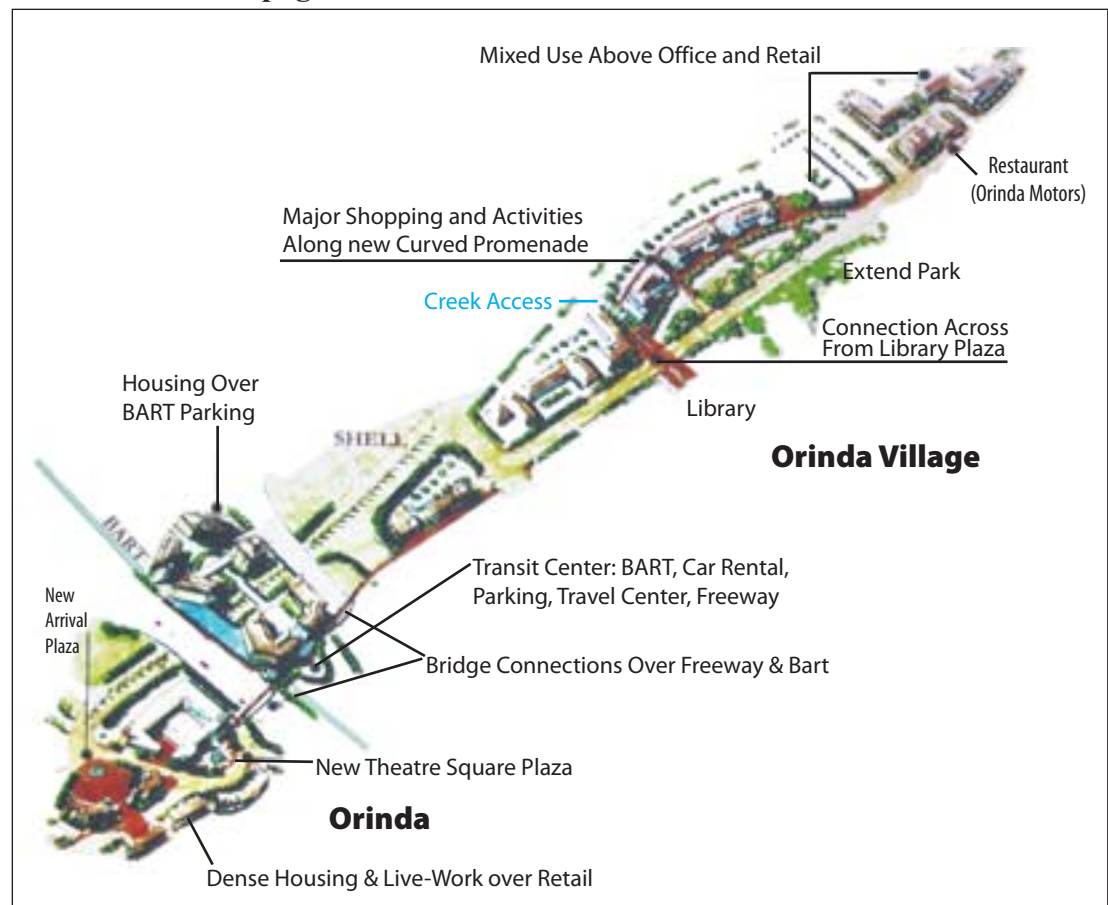 Mixed Use Above Office and Retail
Restaurant
(Orinda Motors)
Major Shopping and Activities
Along new Curved Promenade
Extend Park
Creek Access
Connection Across
From Library Plaza
Housing Over
BART Parking
Library
SHELL
Orinda Village
BART
Transit Center: BART, Car Rental,
Parking, Travel Center, Freeway
New
Arrival
Plaza
Bridge Connections Over Freeway & Bart
New Theatre Square Plaza
Orinda
Dense Housing & Live-Work over Retail